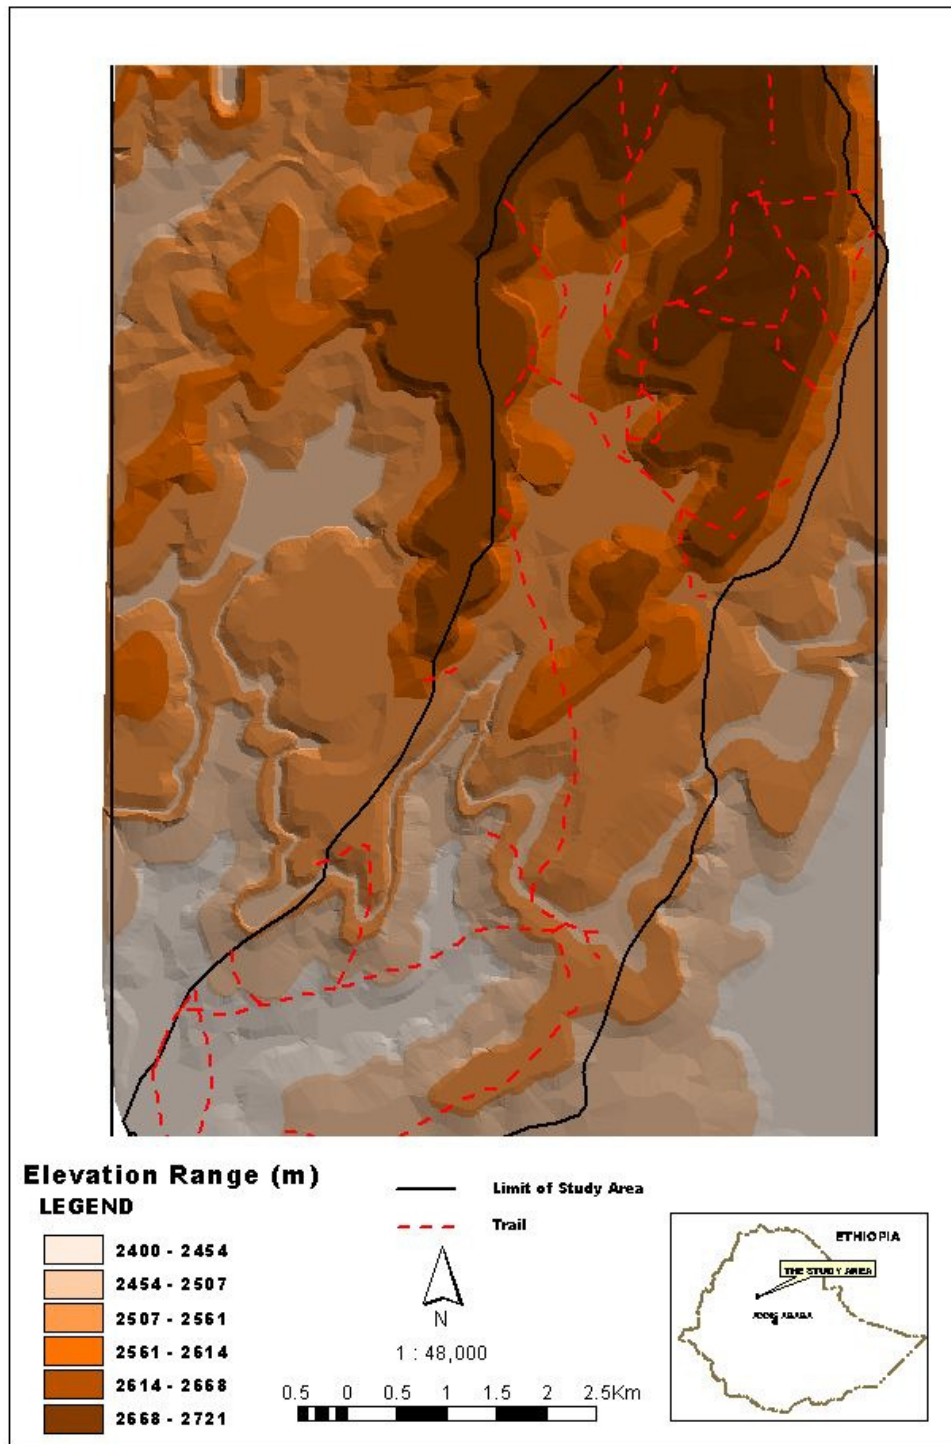 Elevation Range (m)
LEGEND
2400 - 2454
2454 - 2507
2507 - 2561
2561 - 2614
2614 - 2668
2668 - 2721
Limit of Study Area
Trail
N
1 : 48,000
0.5 0 0.5 1 1.5 2 2.5Km
ETHIOPIA
THE STUDY AREA
ADDIS ABABA